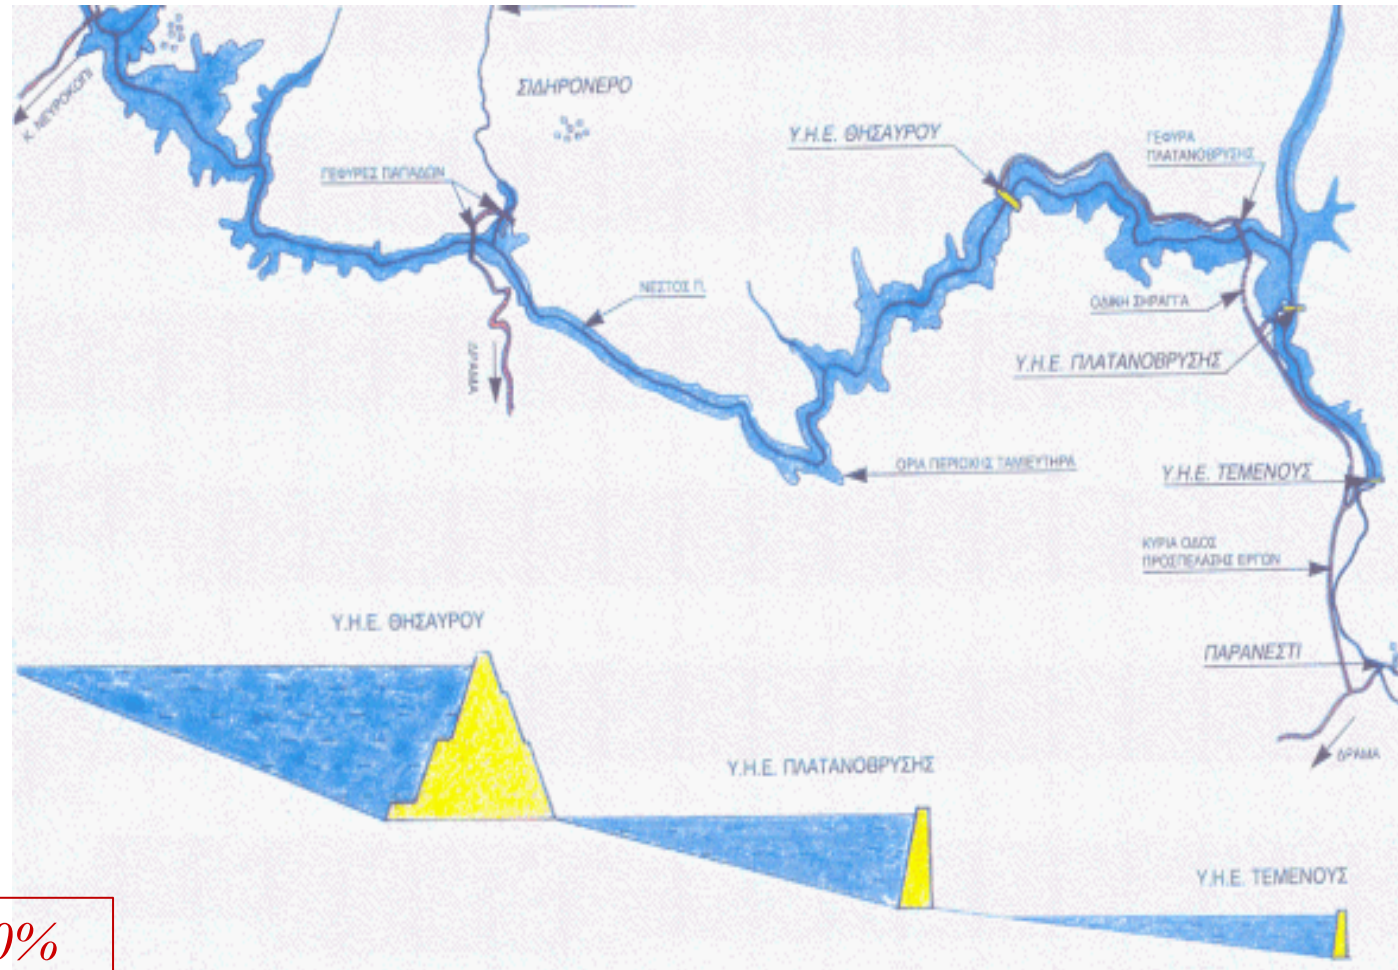 Κ. ΝΕΥΡΟΚΟΠΙ
ΣΙΔΗΡΟΝΕΡΟ
Υ.Η.Ε. ΘΗΣΑΥΡΟΥ
ΓΕΦΥΡΑ
ΠΛΑΤΑΝΟΒΡΥΣΗΣ
ΓΕΦΥΡΕΣ ΠΑΠΑΔΩΝ
ΝΕΣΤΟΣ Π.
ΟΔΙΚΗ ΣΗΡΑΓΓΑ
ΔΡΑΜΑ
Υ.Η.Ε. ΠΛΑΤΑΝΟΒΡΥΣΗΣ
ΟΡΙΑ ΠΕΡΙΟΧΗΣ ΤΑΜΙΕΥΤΗΡΑ
Υ.Η.Ε. ΤΕΜΕΝΟΥΣ
ΚΥΡΙΑ ΟΔΟΣ
ΠΡΟΣΠΕΛΑΣΗΣ ΕΡΓΩΝ
Υ.Η.Ε. ΘΗΣΑΥΡΟΥ
ΠΑΡΑΝΕΣΤΙ
ΔΡΑΜΑ
Υ.Η.Ε. ΠΛΑΤΑΝΟΒΡΥΣΗΣ
Υ.Η.Ε. ΤΕΜΕΝΟΥΣ
0%